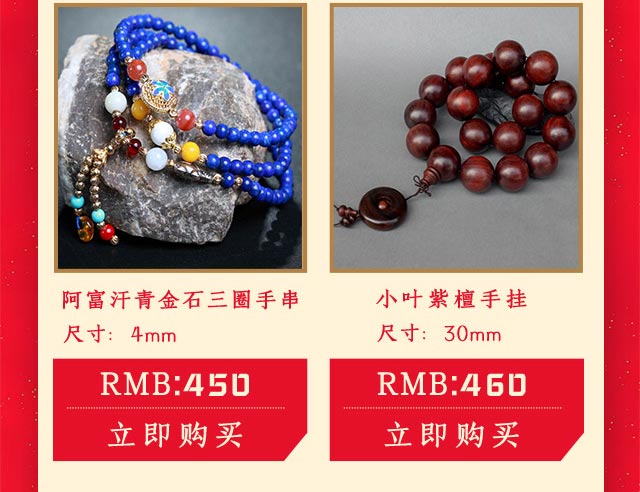 阿富汗青金石三圈手串
尺寸: 4mm
RMB:450
立即购买
小叶紫檀手挂
尺寸: 30mm
RMB:460
立即购买